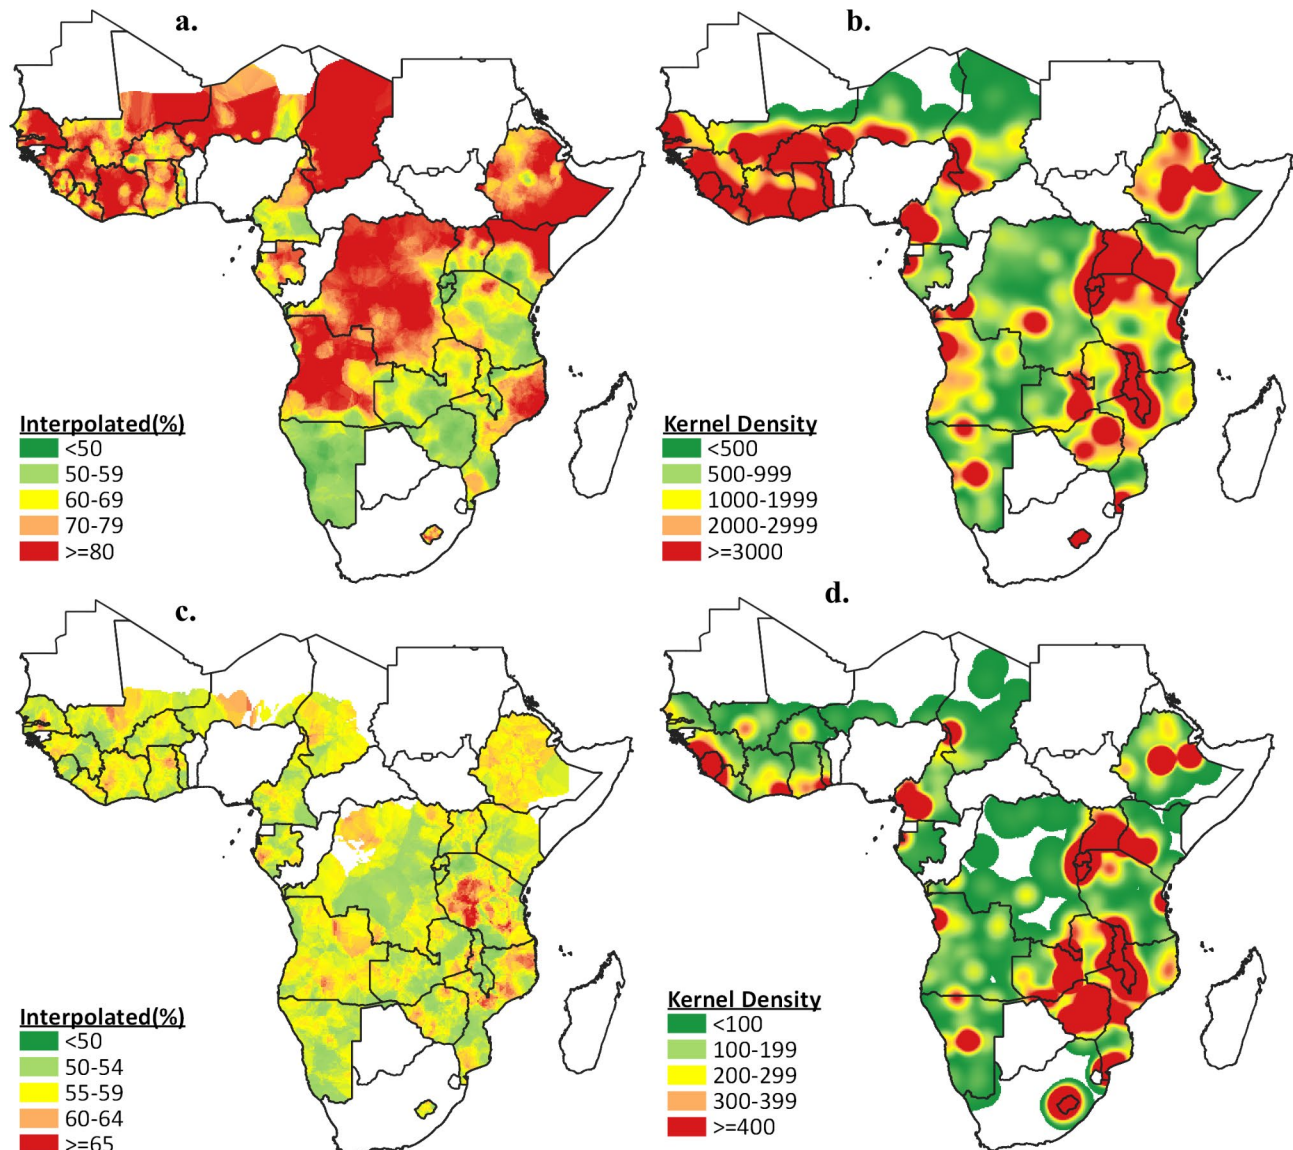 a.
b.
Interpolated(%)
<50
50-59
60-69
70-79
>=80
Kernel Density
<500
500-999
1000-1999
2000-2999
>=3000
c.
d.
Interpolated(%)
<50
50-54
55-59
60-64
>=65
Kernel Density
<100
100-199
200-299
300-399
>=400